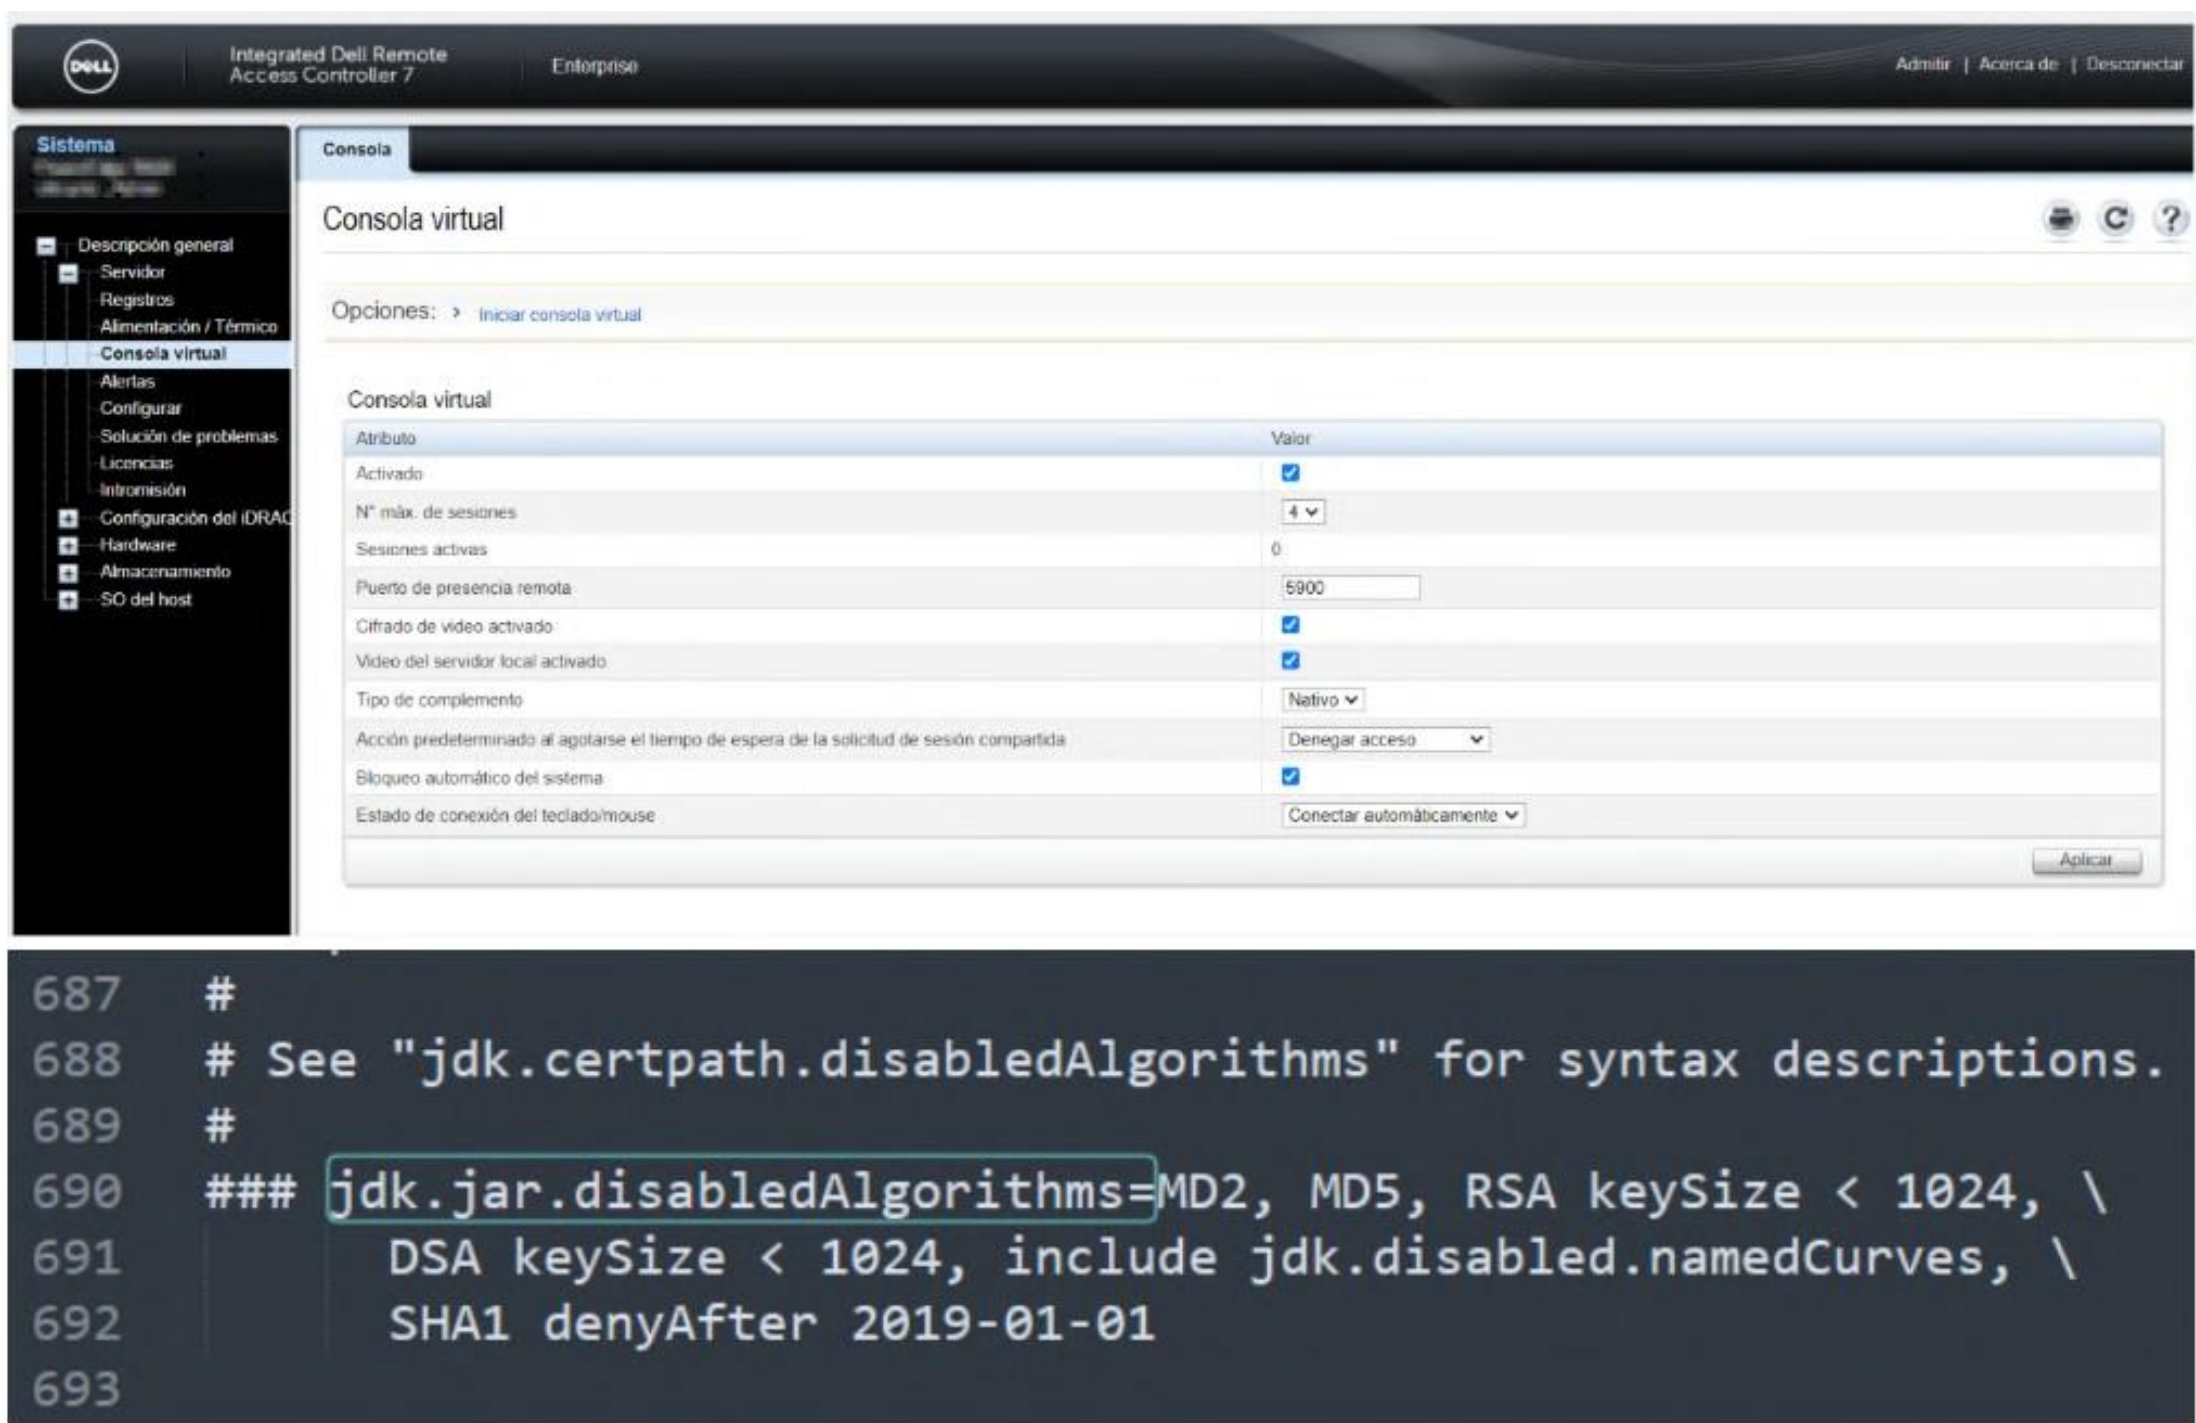 DELL
Integrated Dell Remote
Access Controller 7
Enterprise
Admitir | Acerca de | Desconectar
Sistema
Consola
Consola virtual
Descripción general
Servidor
Registros
Alimentación / Térmico
Consola virtual
Alertas
Configurar
Solución de problemas
Licencias
Intromisión
Configuración del iDRAC
Hardware
Almacenamiento
SO del host
Opciones: › Iniciar consola virtual
Consola virtual
Atributo Valor
Activado
N° máx. de sesiones 4
Sesiones activas 0
Puerto de presencia remota 5900
Cifrado de video activado
Video del servidor local activado
Tipo de complemento Nativo
Acción predeterminado al agotarse el tiempo de espera de la solicitud de sesión compartida Denegar acceso
Bloqueo automático del sistema
Estado de conexión del teclado/mouse Conectar automáticamente
Aplicar
687 #
688 # See "jdk.certpath.disabledAlgorithms" for syntax descriptions.
689 #
690 ### jdk.jar.disabledAlgorithms=MD2, MD5, RSA keySize < 1024, \
691 DSA keySize < 1024, include jdk.disabled.namedCurves, \
692 SHA1 denyAfter 2019-01-01
693